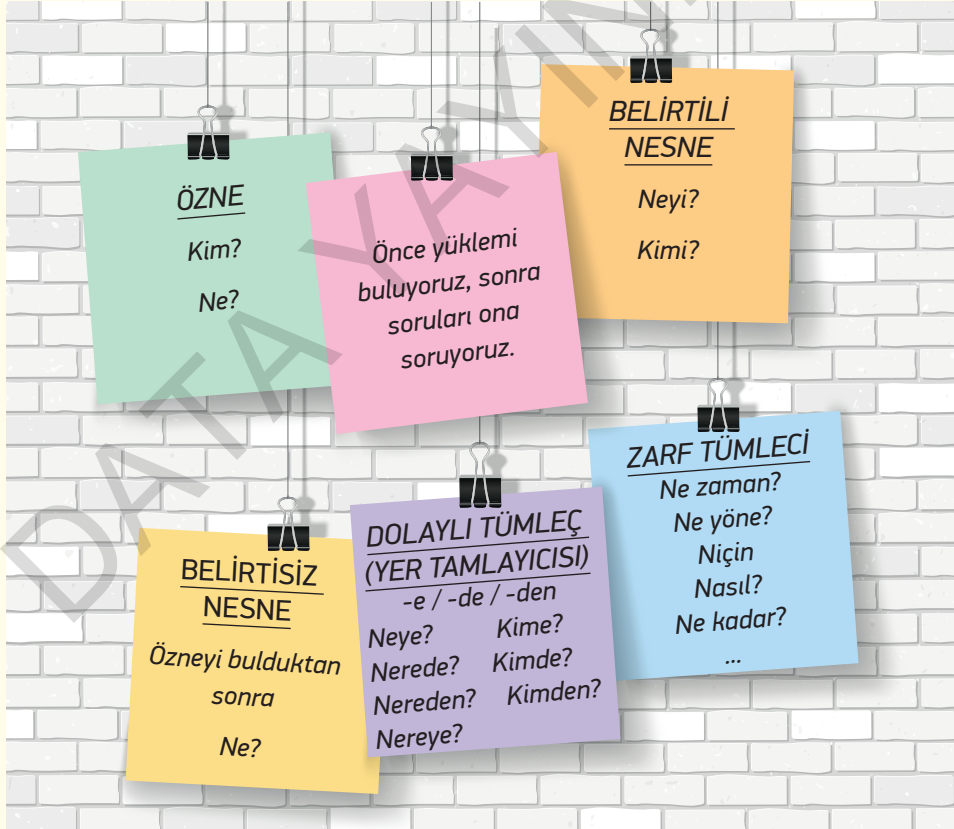 ÖZNE
Kim?
Ne?
Önce yüklemi
buluyoruz, sonra
soruları ona
soruyoruz.
BELİRTİLİ
NESNE
Neyi?
Kimi?
BELİRTİSİZ
NESNE
Özneyi bulduktan
sonra
Ne?
DOLAYLI TÜMLEÇ
(YER TAMLAYICISI)
-e / -de / -den
Neye? Kime?
Nerede? Kimde?
Nereden? Kimden?
Nereye?
ZARF TÜMLECİ
Ne zaman?
Ne yöne?
Niçin
Nasıl?
Ne kadar?
...
DATA YAYIN